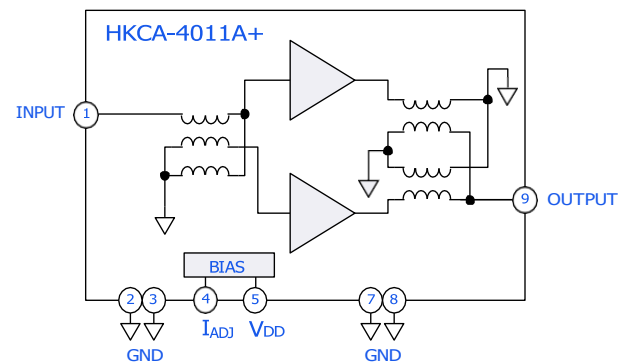 HKCA-4011A+
INPUT
1
9
OUTPUT
BIAS
2
3
4
5
7
8
IADJ
VDD
GND
GND